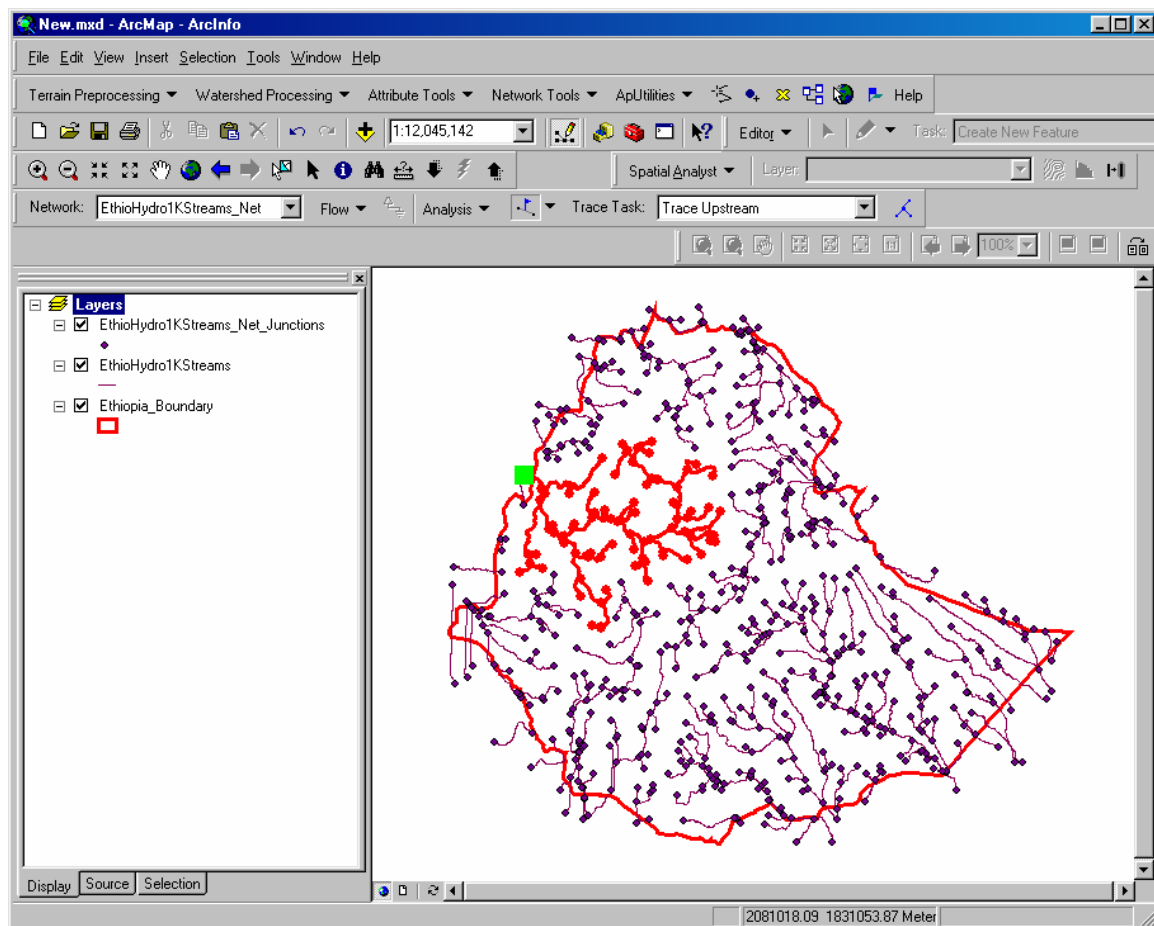 New.mxd - ArcMap - ArcInfo
File Edit View Insert Selection Tools Window Help
Terrain Preprocessing Watershed Processing Attribute Tools Network Tools ApUtilities Help
1:12,045,142 Editor Task: Create New Feature
Spatial Analyst Layer:
Network: EthioHydro1KStreams_Net Flow Analysis Trace Task: Trace Upstream
100%
Layers
EthioHydro1KStreams_Net_Junctions
EthioHydro1KStreams
Ethiopia_Boundary
Display Source Selection
2081018.09 1831053.87 Meter